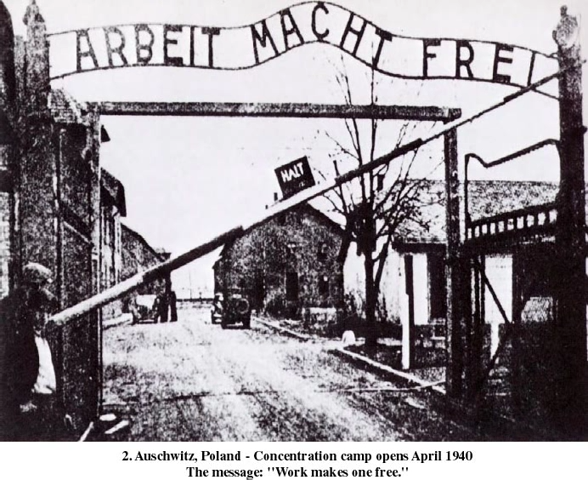 ARBEIT MACHT FREI
HALT
2. Auschwitz, Poland - Concentration camp opens April 1940
The message: "Work makes one free."